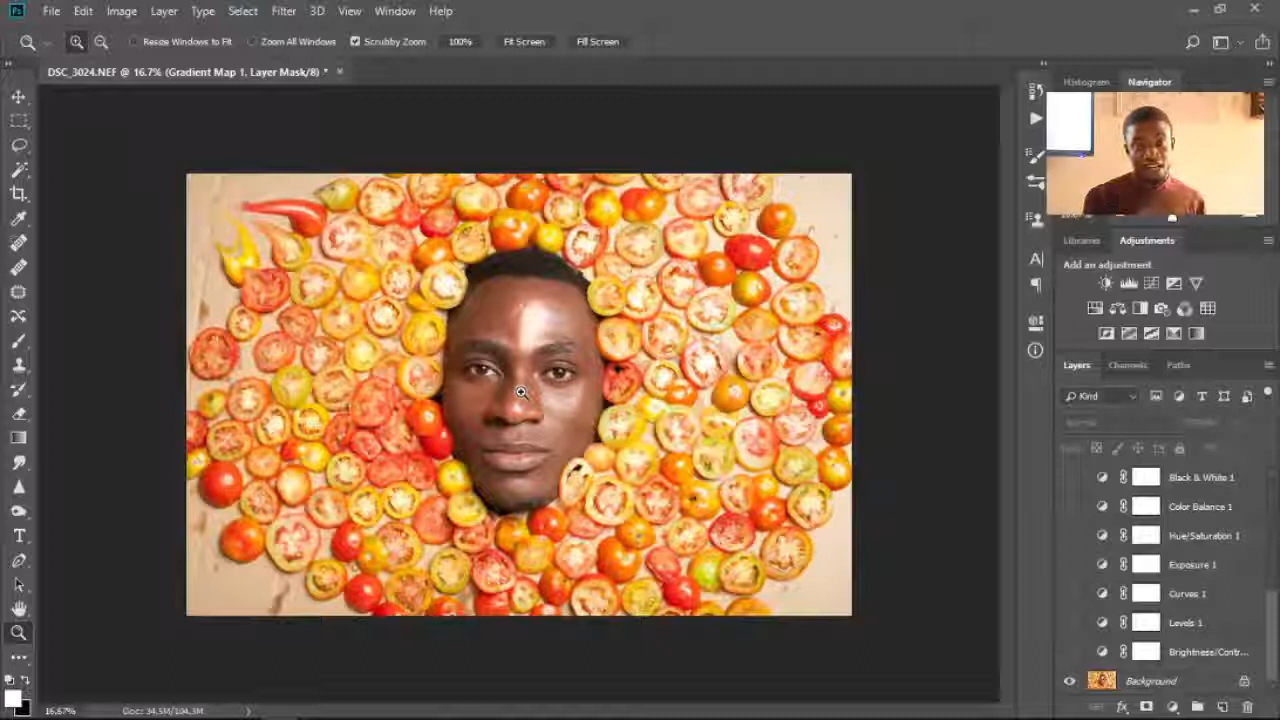 Ps File Edit Image Layer Type Select Filter 3D View Window Help
Resize Windows to Fit Zoom All Windows Scrubby Zoom 100% Fit Screen Fill Screen
DSC_3024.NEF @ 16.7% (Gradient Map 1, Layer Mask/8) *
Histogram Navigator
Libraries Adjustments
Add an adjustment
Layers Channels Paths
Kind
Black & White 1
Color Balance 1
Hue/Saturation 1
Exposure 1
Curves 1
Levels 1
Brightness/Contr...
Background
16.67% Doc: 34.5M/104.3M